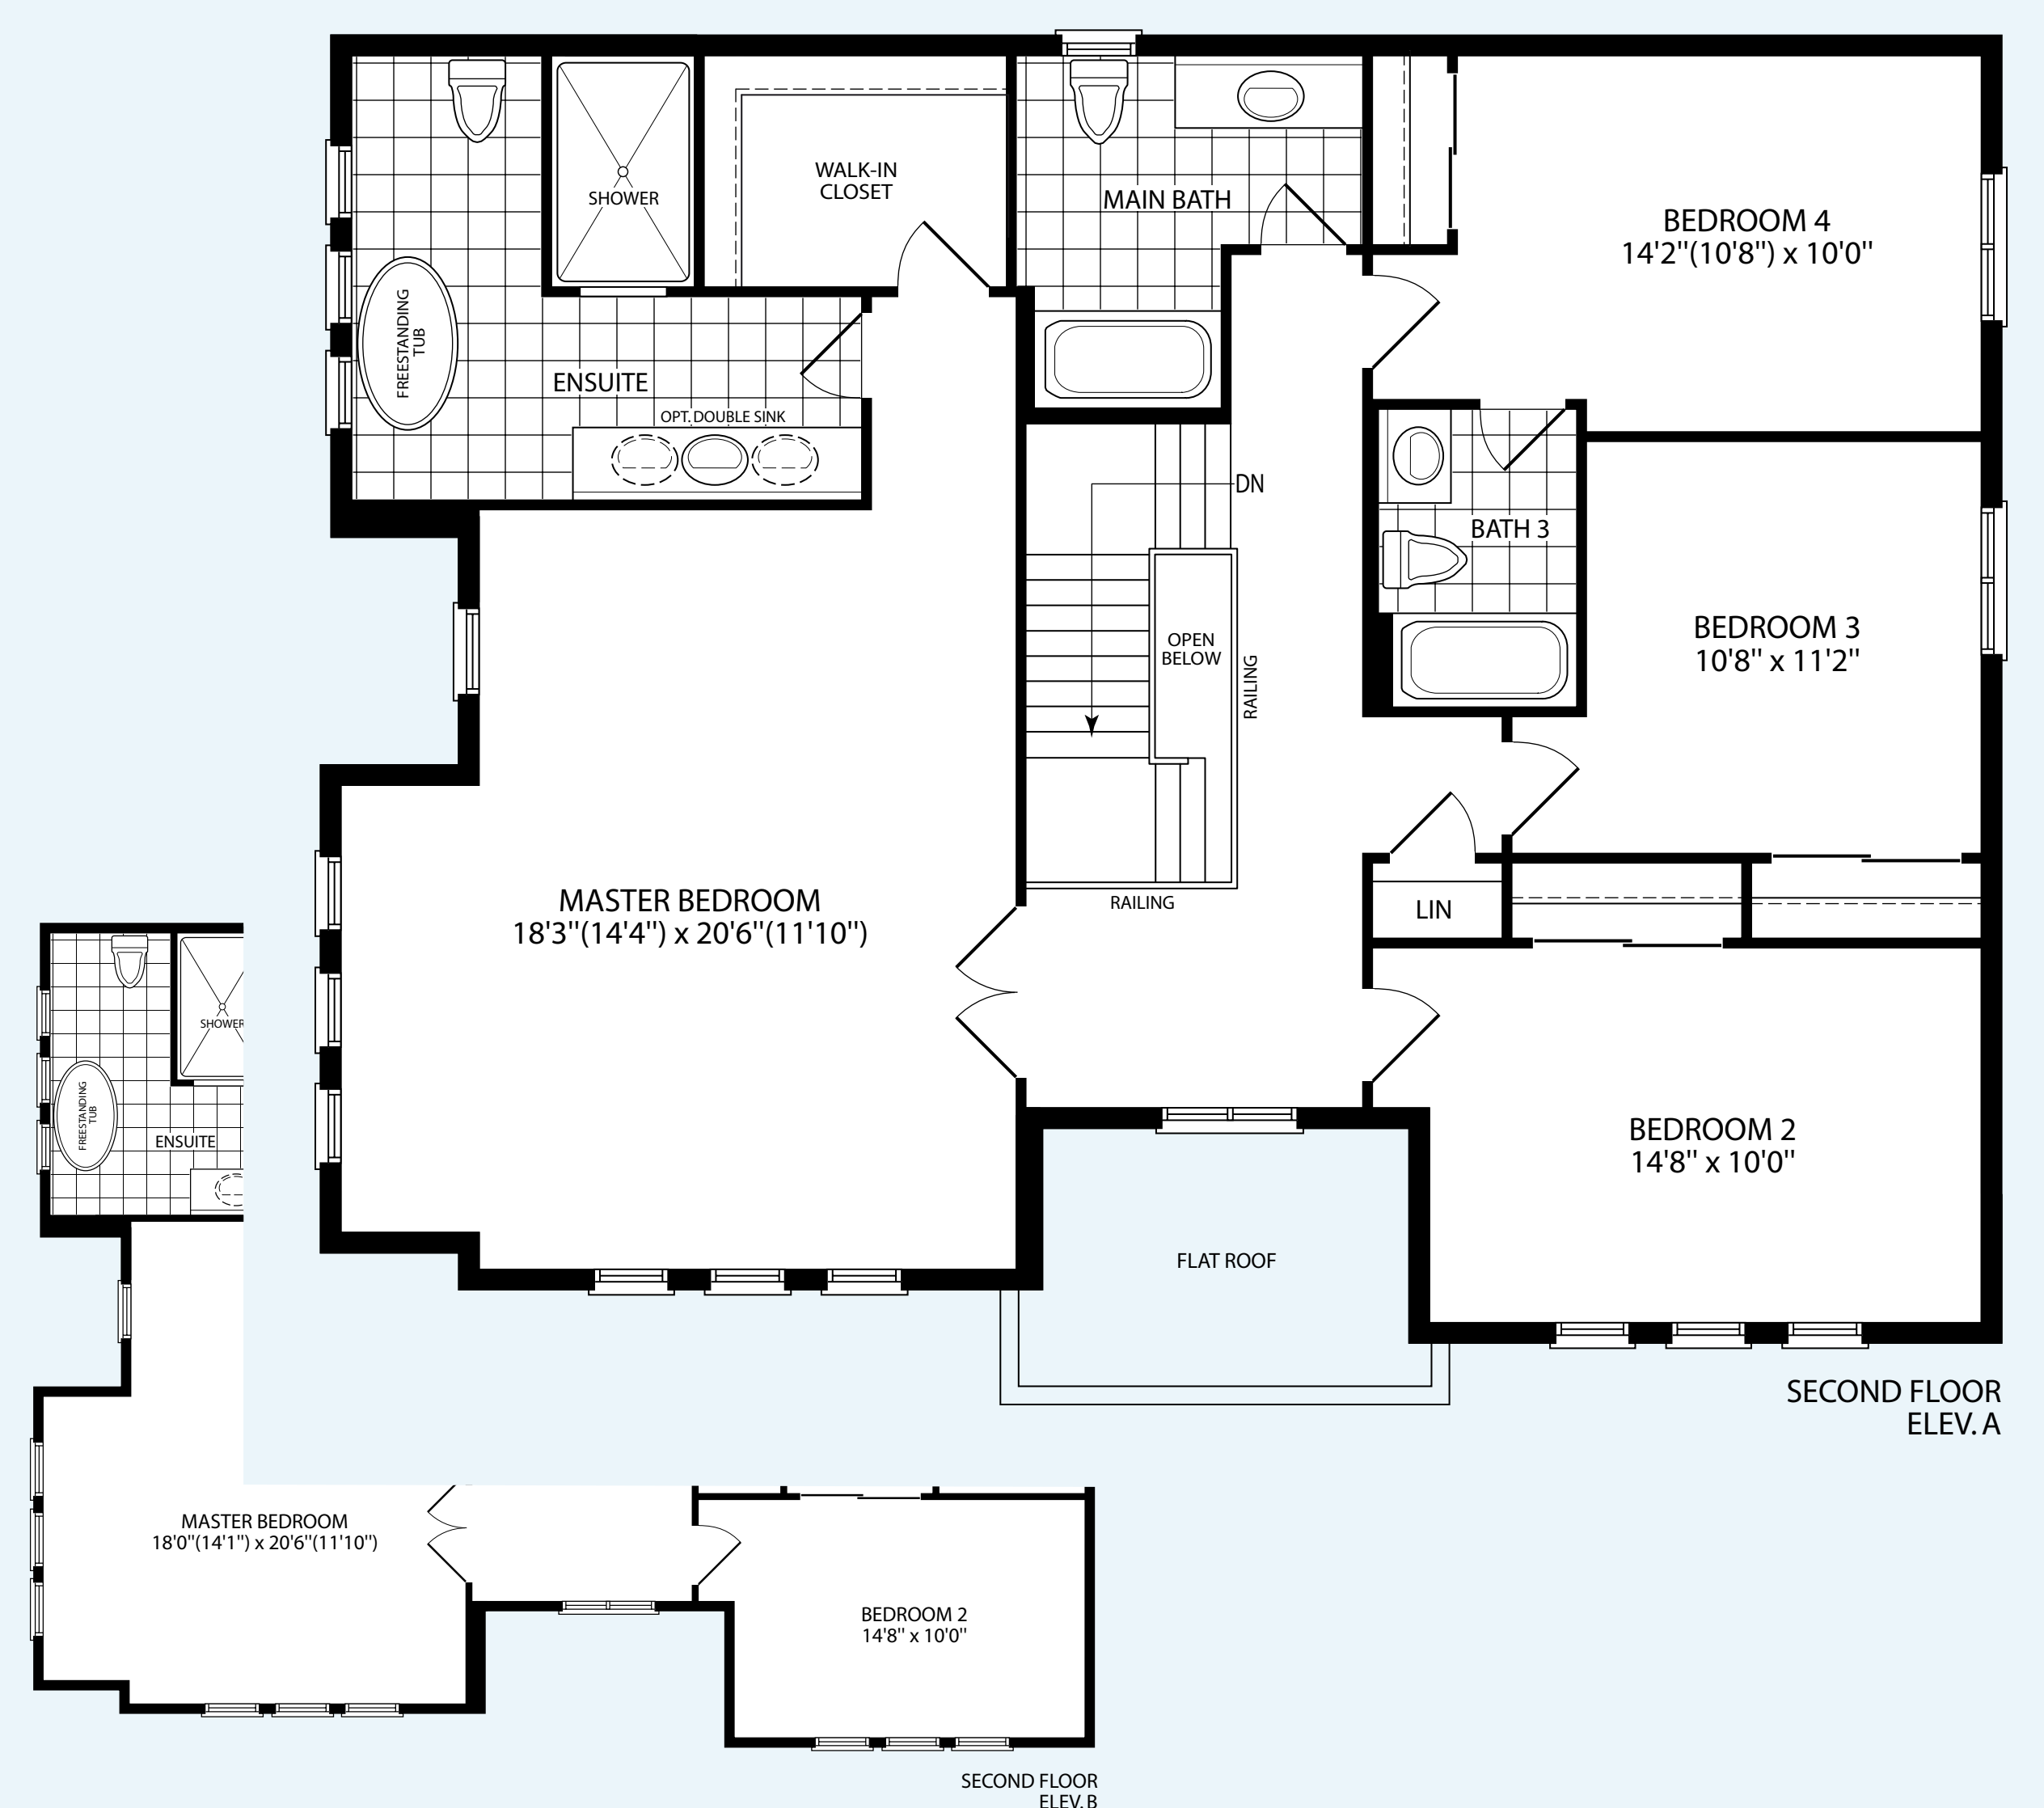 WALK-IN
CLOSET
SHOWER
MAIN BATH
BEDROOM 4
14'2"(10'8") x 10'0"
FREESTANDING
TUB
ENSUITE
OPT. DOUBLE SINK
DN
BATH 3
OPEN
BELOW
RAILING
BEDROOM 3
10'8" x 11'2"
MASTER BEDROOM
18'3"(14'4") x 20'6"(11'10")
RAILING
LIN
BEDROOM 2
14'8" x 10'0"
FLAT ROOF
SECOND FLOOR
ELEV. A
SHOWER
FREESTANDING
TUB
ENSUITE
MASTER BEDROOM
18'0"(14'1") x 20'6"(11'10")
BEDROOM 2
14'8" x 10'0"
SECOND FLOOR
ELEV. B